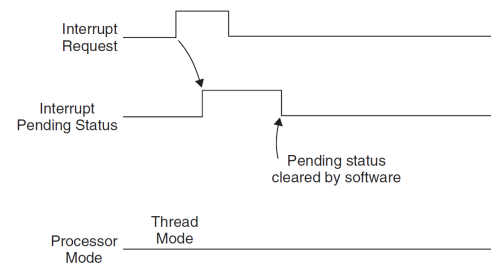 Interrupt
Request
Interrupt
Pending Status
Pending status
cleared by software
Thread
Mode
Processor
Mode